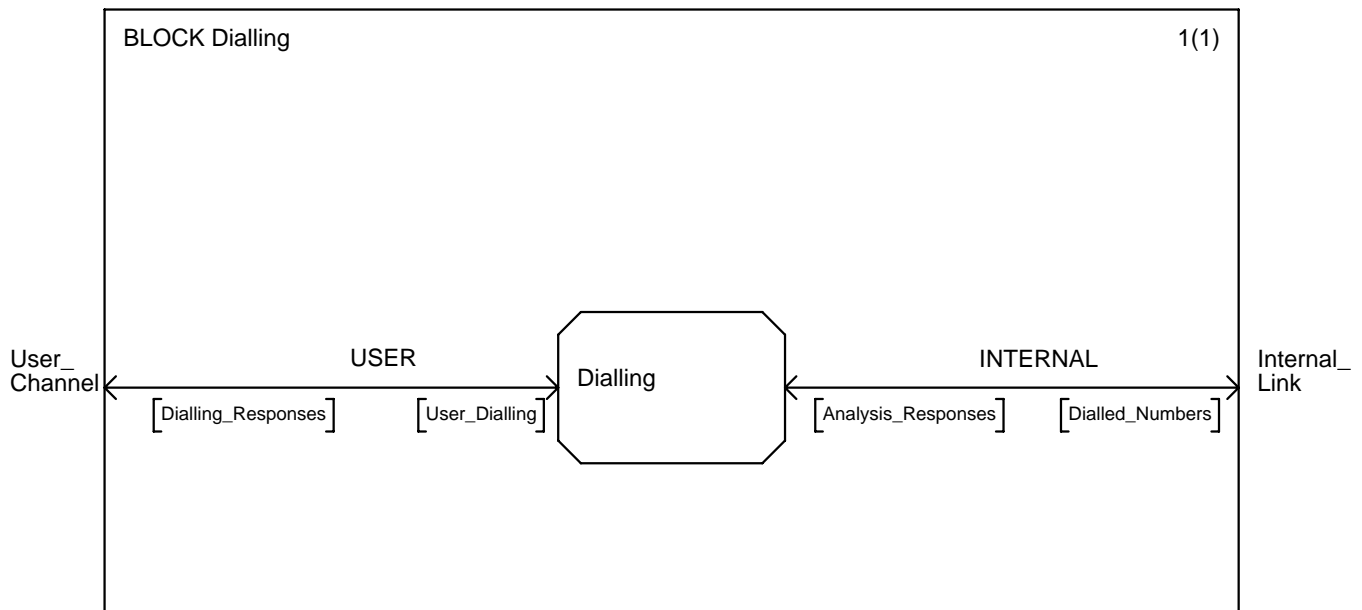 BLOCK Dialling
1(1)
User_
Channel
USER
[Dialling_Responses]
[User_Dialling]
Dialling
INTERNAL
[Analysis_Responses]
[Dialled_Numbers]
Internal_
Link